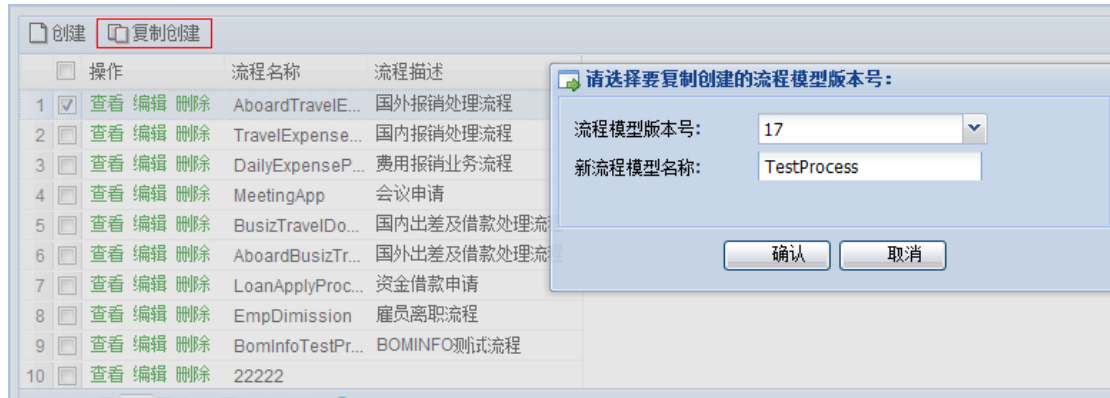 创建 复制创建
操作 流程名称 流程描述
1 查看 编辑 删除 AboardTravelE... 国外报销处理流程
2 查看 编辑 删除 TravelExpense... 国内报销处理流程
3 查看 编辑 删除 DailyExpenseP... 费用报销业务流程
4 查看 编辑 删除 MeetingApp 会议申请
5 查看 编辑 删除 BusizTravelDo... 国内出差及借款处理流
6 查看 编辑 删除 AboardBusizTr... 国外出差及借款处理流程
7 查看 编辑 删除 LoanApplyProc... 资金借款申请
8 查看 编辑 删除 EmpDimission 雇员离职流程
9 查看 编辑 删除 BomInfoTestPr... BOMINFO测试流程
10 查看 编辑 删除 22222
请选择要复制创建的流程模型版本号：
流程模型版本号： 17
新流程模型名称： TestProcess
确认 取消